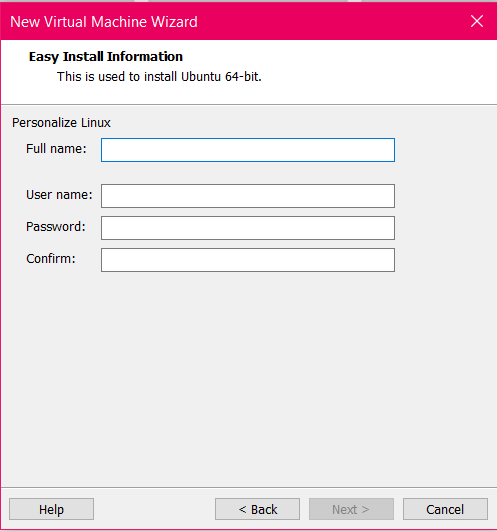 New Virtual Machine Wizard
Easy Install Information
This is used to install Ubuntu 64-bit.
Personalize Linux
Full name:
User name:
Password:
Confirm:
Help
< Back
Next >
Cancel